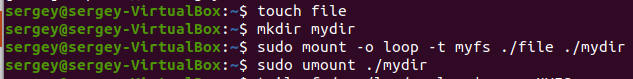 sergey@sergey-VirtualBox:~$ touch file
sergey@sergey-VirtualBox:~$ mkdir mydir
sergey@sergey-VirtualBox:~$ sudo mount -o loop -t myfs ./file ./mydir
sergey@sergey-VirtualBox:~$ sudo umount ./mydir